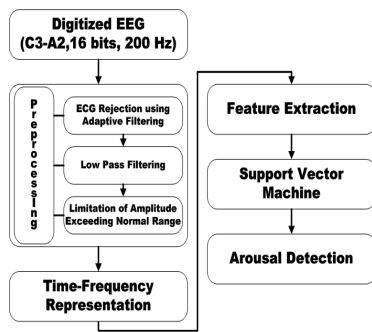 Digitized EEG
(C3-A2,16 bits, 200 Hz)
Preprocessing
ECG Rejection using
Adaptive Filtering
Low Pass Filtering
Limitation of Amplitude
Exceeding Normal Range
Time-Frequency
Representation
Feature Extraction
Support Vector
Machine
Arousal Detection